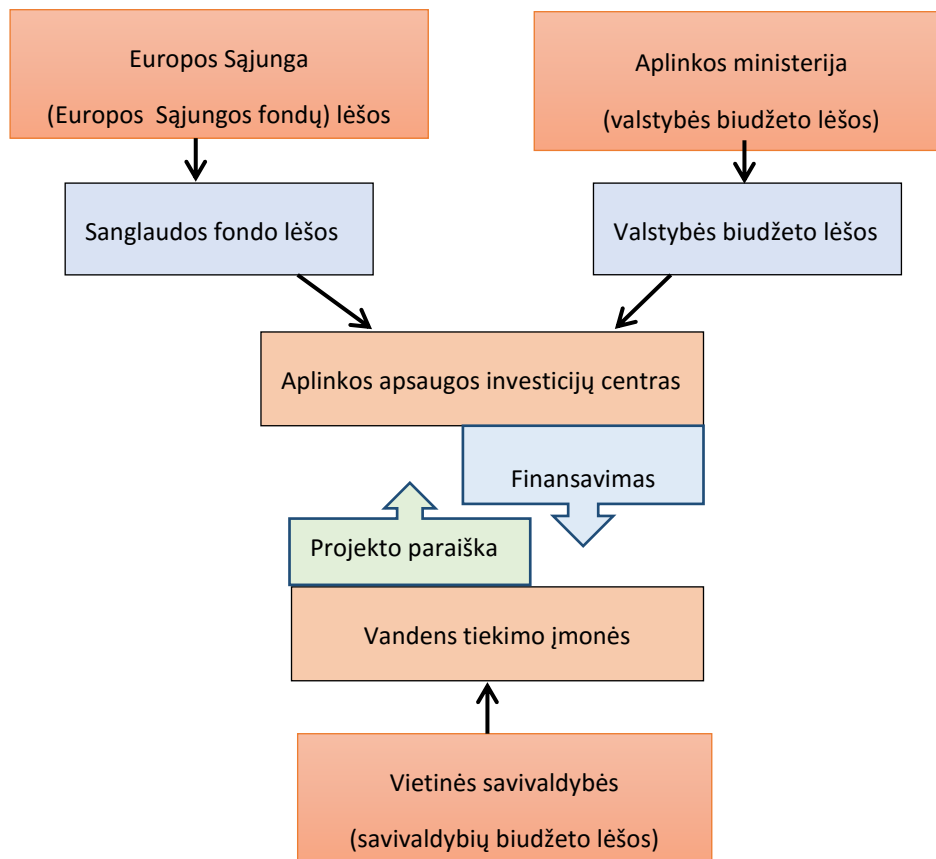 Europos Sąjunga
(Europos Sąjungos fondų) lėšos
Aplinkos ministerija
(valstybės biudžeto lėšos)
Sanglaudos fondo lėšos
Valstybės biudžeto lėšos
Aplinkos apsaugos investicijų centras
Finansavimas
Projekto paraiška
Vandens tiekimo įmonės
Vietinės savivaldybės
(savivaldybių biudžeto lėšos)